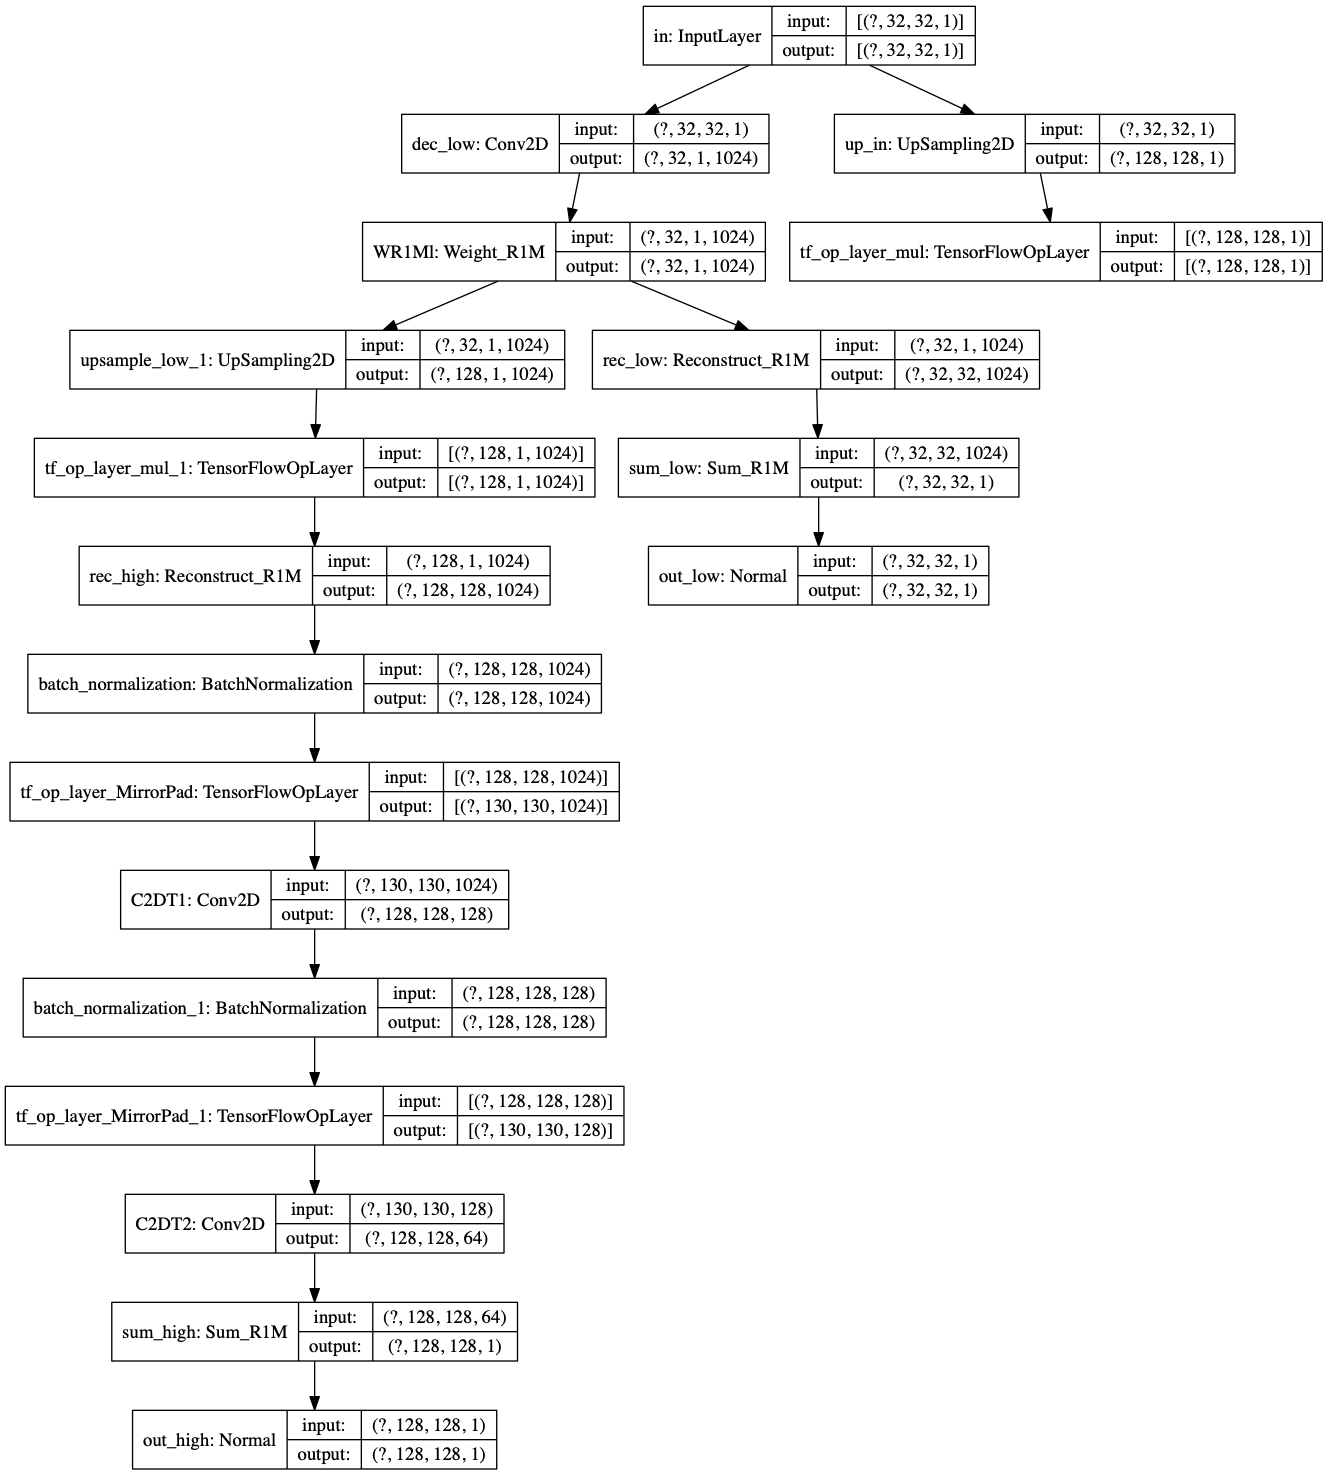 in: InputLayer
input: [(?, 32, 32, 1)]
output: [(?, 32, 32, 1)]
dec_low: Conv2D
input: (?, 32, 32, 1)
output: (?, 32, 1, 1024)
up_in: UpSampling2D
input: (?, 32, 32, 1)
output: (?, 128, 128, 1)
WR1Ml: Weight_R1M
input: (?, 32, 1, 1024)
output: (?, 32, 1, 1024)
tf_op_layer_mul: TensorFlowOpLayer
input: [(?, 128, 128, 1)]
output: [(?, 128, 128, 1)]
upsample_low_1: UpSampling2D
input: (?, 32, 1, 1024)
output: (?, 128, 1, 1024)
rec_low: Reconstruct_R1M
input: (?, 32, 1, 1024)
output: (?, 32, 32, 1024)
tf_op_layer_mul_1: TensorFlowOpLayer
input: [(?, 128, 1, 1024)]
output: [(?, 128, 1, 1024)]
sum_low: Sum_R1M
input: (?, 32, 32, 1024)
output: (?, 32, 32, 1)
rec_high: Reconstruct_R1M
input: (?, 128, 1, 1024)
output: (?, 128, 128, 1024)
out_low: Normal
input: (?, 32, 32, 1)
output: (?, 32, 32, 1)
batch_normalization: BatchNormalization
input: (?, 128, 128, 1024)
output: (?, 128, 128, 1024)
tf_op_layer_MirrorPad: TensorFlowOpLayer
input: [(?, 128, 128, 1024)]
output: [(?, 130, 130, 1024)]
C2DT1: Conv2D
input: (?, 130, 130, 1024)
output: (?, 128, 128, 128)
batch_normalization_1: BatchNormalization
input: (?, 128, 128, 128)
output: (?, 128, 128, 128)
tf_op_layer_MirrorPad_1: TensorFlowOpLayer
input: [(?, 128, 128, 128)]
output: [(?, 130, 130, 128)]
C2DT2: Conv2D
input: (?, 130, 130, 128)
output: (?, 128, 128, 64)
sum_high: Sum_R1M
input: (?, 128, 128, 64)
output: (?, 128, 128, 1)
out_high: Normal
input: (?, 128, 128, 1)
output: (?, 128, 128, 1)